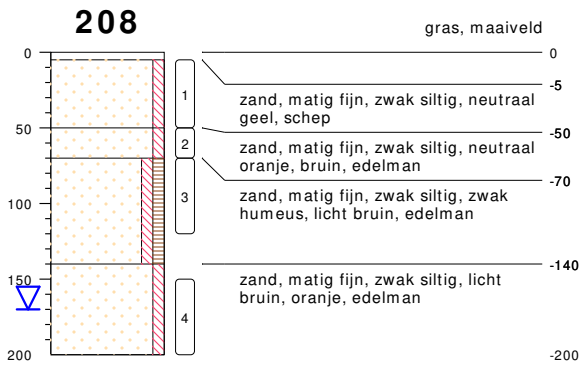 208
gras, maaiveld
0
0
-5
1
zand, matig fijn, zwak siltig, neutraal
geel, schep
50
-50
2
zand, matig fijn, zwak siltig, neutraal
oranje, bruin, edelman
-70
3
zand, matig fijn, zwak siltig, zwak
humeus, licht bruin, edelman
100
-140
150
zand, matig fijn, zwak siltig, licht
bruin, oranje, edelman
4
200
-200